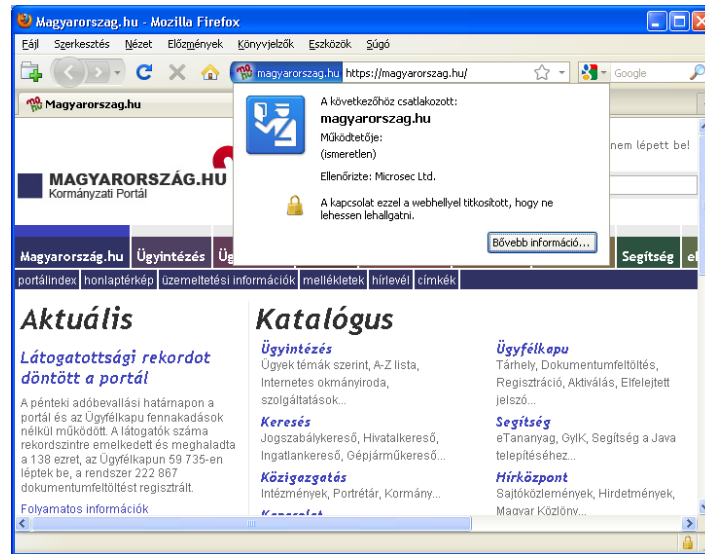 Magyarorszag.hu - Mozilla Firefox
Fájl Szerkesztés Nézet Előzmények Könyvjelzők Eszközök Súgó
magyarorszag.hu https://magyarorszag.hu/
Google
Magyarorszag.hu
A következőhöz csatlakozott:
magyarorszag.hu
Működtetője:
(ismeretlen)
Ellenőrizte: Microsec Ltd.
A kapcsolat ezzel a webhellyel titkosított, hogy ne
lehessen lehallgatni.
Bővebb információ...
nem lépett be!
MAGYARORSZÁG.HU
Kormányzati Portál
Magyarország.hu Ügyintézés Üg Segítség el
portálindex honlaptérkép üzemeltetési információk mellékletek hírlevél címkék
Aktuális
Látogatottsági rekordot
döntött a portál
A pénteki adóbevallási határnapon a
portál és az Ügyfélkapu fennakadások
nélkül működött. A látogatók száma
rekordszintre emelkedett és meghaladta
a 138 ezret, az Ügyfélkapun 59 735-en
léptek be, a rendszer 222 867
dokumentumfeltöltést regisztrált.
Folyamatos információk
Katalógus
Ügyintézés
Ügyek témák szerint, A-Z lista,
Internetes okmányiroda,
szolgáltatások...
Keresés
Jogszabálykereső, Hivatalkereső,
Ingatlankereső, Gépjárműkereső...
Közigazgatás
Intézmények, Portrétár, Kormány...
Kapcsolat
Ügyfélkapu
Tárhely, Dokumentumfeltöltés,
Regisztráció, Aktiválás, Elfelejtett
jelszó...
Segítség
eTananyag, GyIK, Segítség a Java
telepítéséhez...
Hírközpont
Sajtóközlemények, Hirdetmények,
Magyar Közlöny...